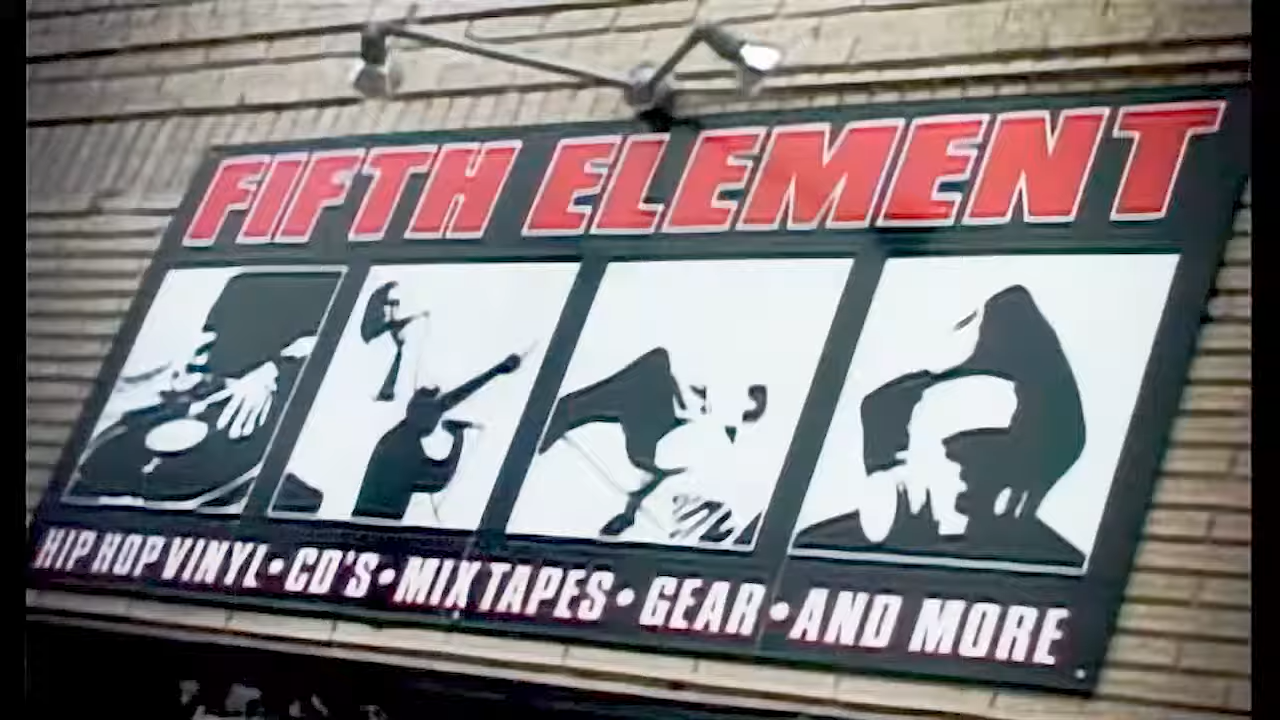 FIFTH ELEMENT
HIP HOP VINYL • CD'S • MIX TAPES • GEAR • AND MORE